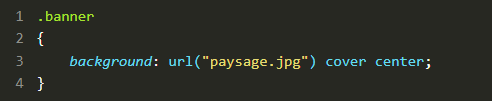 1 .banner
2 {
3     background: url("paysage.jpg") cover center;
4 }